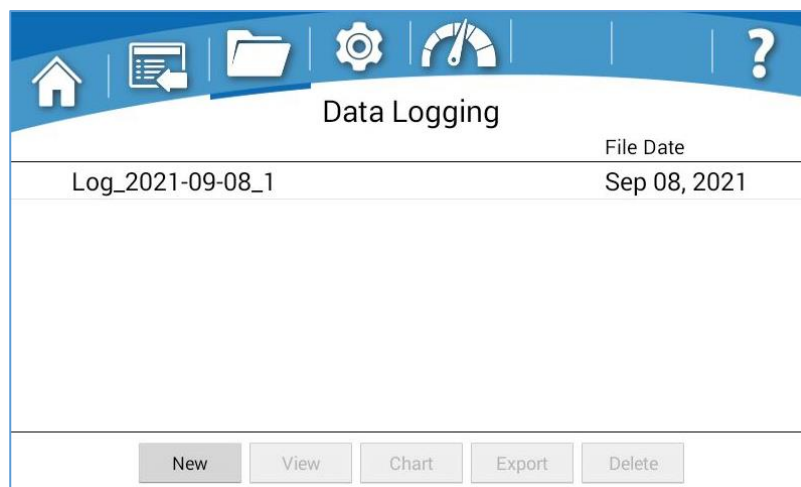 ?
Data Logging
File Date
Log_2021-09-08_1 Sep 08, 2021
New View Chart Export Delete